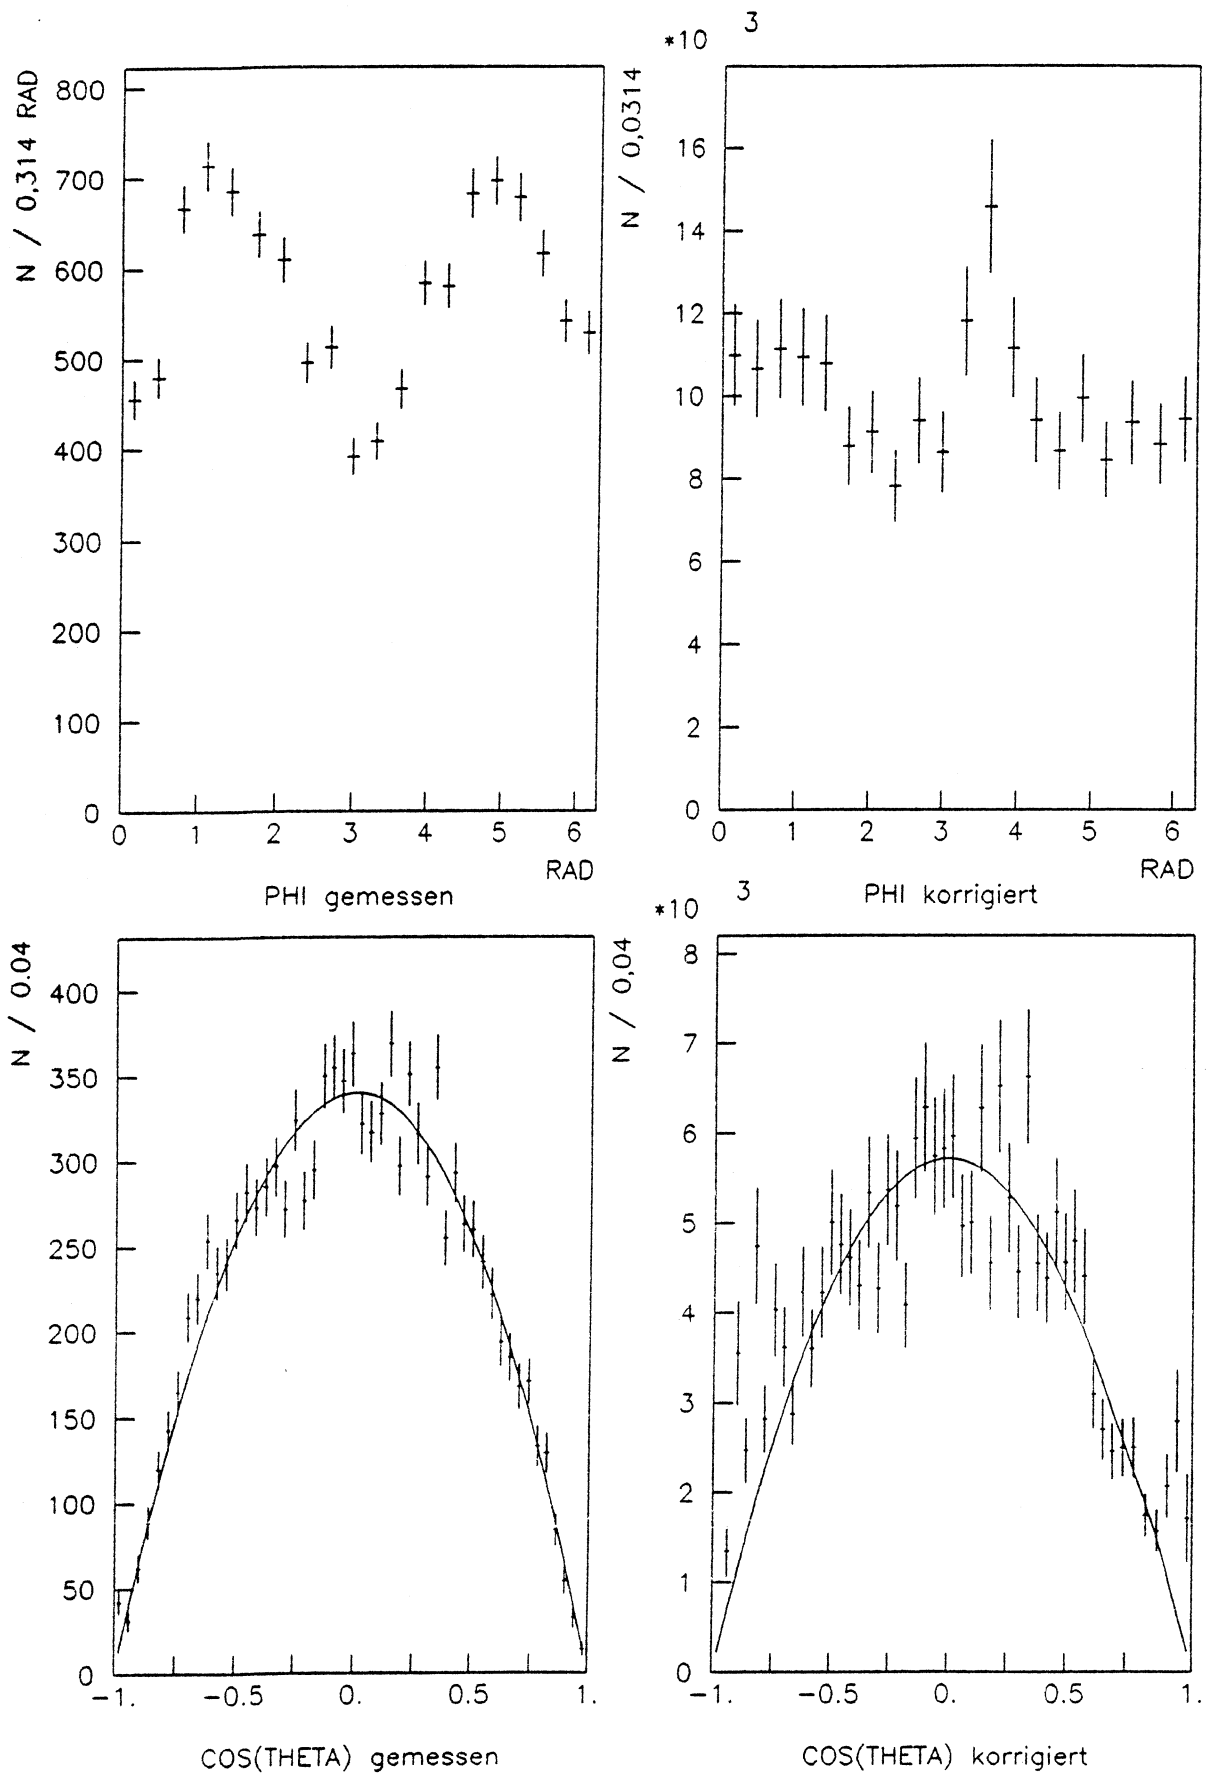 N / 0,314 RAD
800
700
600
500
400
300
200
100
0
0 1 2 3 4 5 6
RAD
PHI gemessen
*10 3
N / 0,0314
16
14
12
10
8
6
4
2
0
0 1 2 3 4 5 6
RAD
PHI korrigiert
N / 0.04
400
350
300
250
200
150
100
50
0
-1. -0.5 0. 0.5 1.
COS(THETA) gemessen
*10 3
N / 0,04
8
7
6
5
4
3
2
1
0
-1. -0.5 0. 0.5 1.
COS(THETA) korrigiert